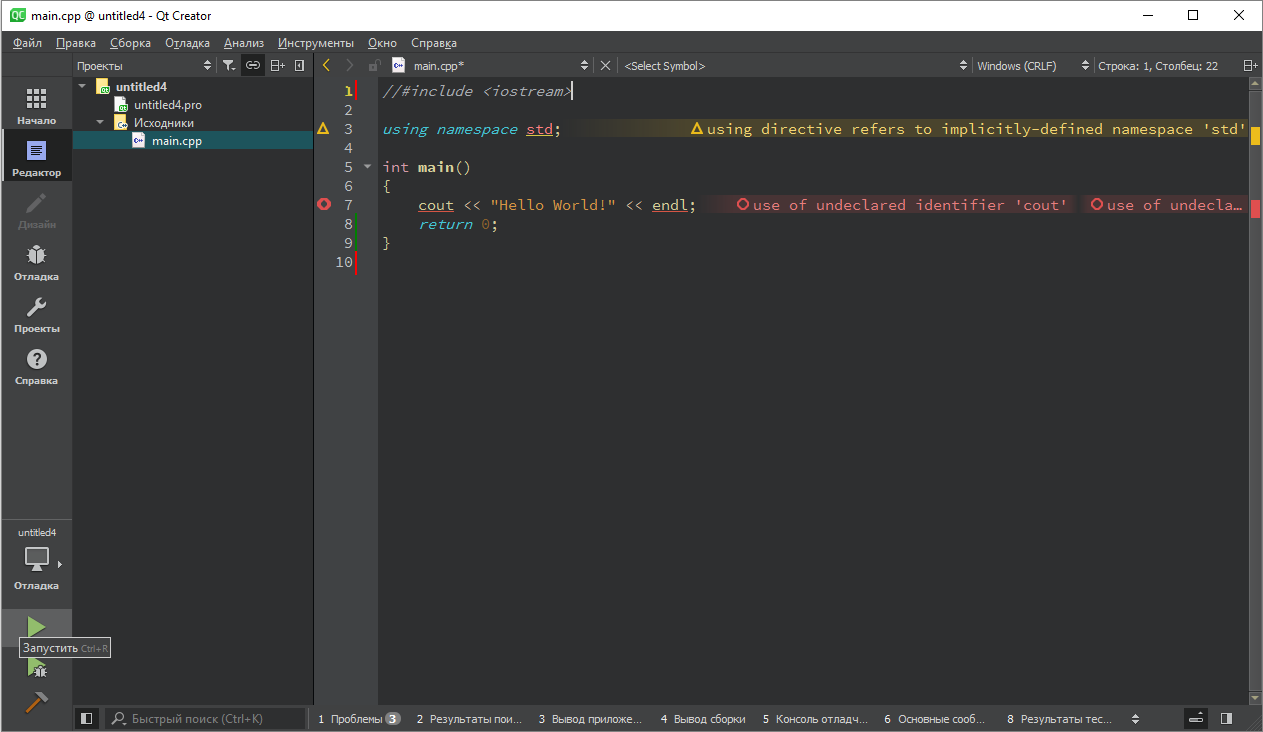 main.cpp @ untitled4 - Qt Creator
Файл Правка Сборка Отладка Анализ Инструменты Окно Справка
Проекты
main.cpp*
<Select Symbol>
Windows (CRLF)
Строка: 1, Столбец: 22
Начало
Редактор
Дизайн
Отладка
Проекты
Справка
untitled4
untitled4.pro
Исходники
main.cpp
1 //#include <iostream>
2
3 using namespace std; using directive refers to implicitly-defined namespace 'std'
4
5 int main()
6 {
7 cout << "Hello World!" << endl; use of undeclared identifier 'cout' use of undecla…
8 return 0;
9 }
10
untitled4
Отладка
Запустить Ctrl+R
Быстрый поиск (Ctrl+K)
1 Проблемы 3
2 Результаты пои...
3 Вывод приложе...
4 Вывод сборки
5 Консоль отладч...
6 Основные сооб...
8 Результаты тес...